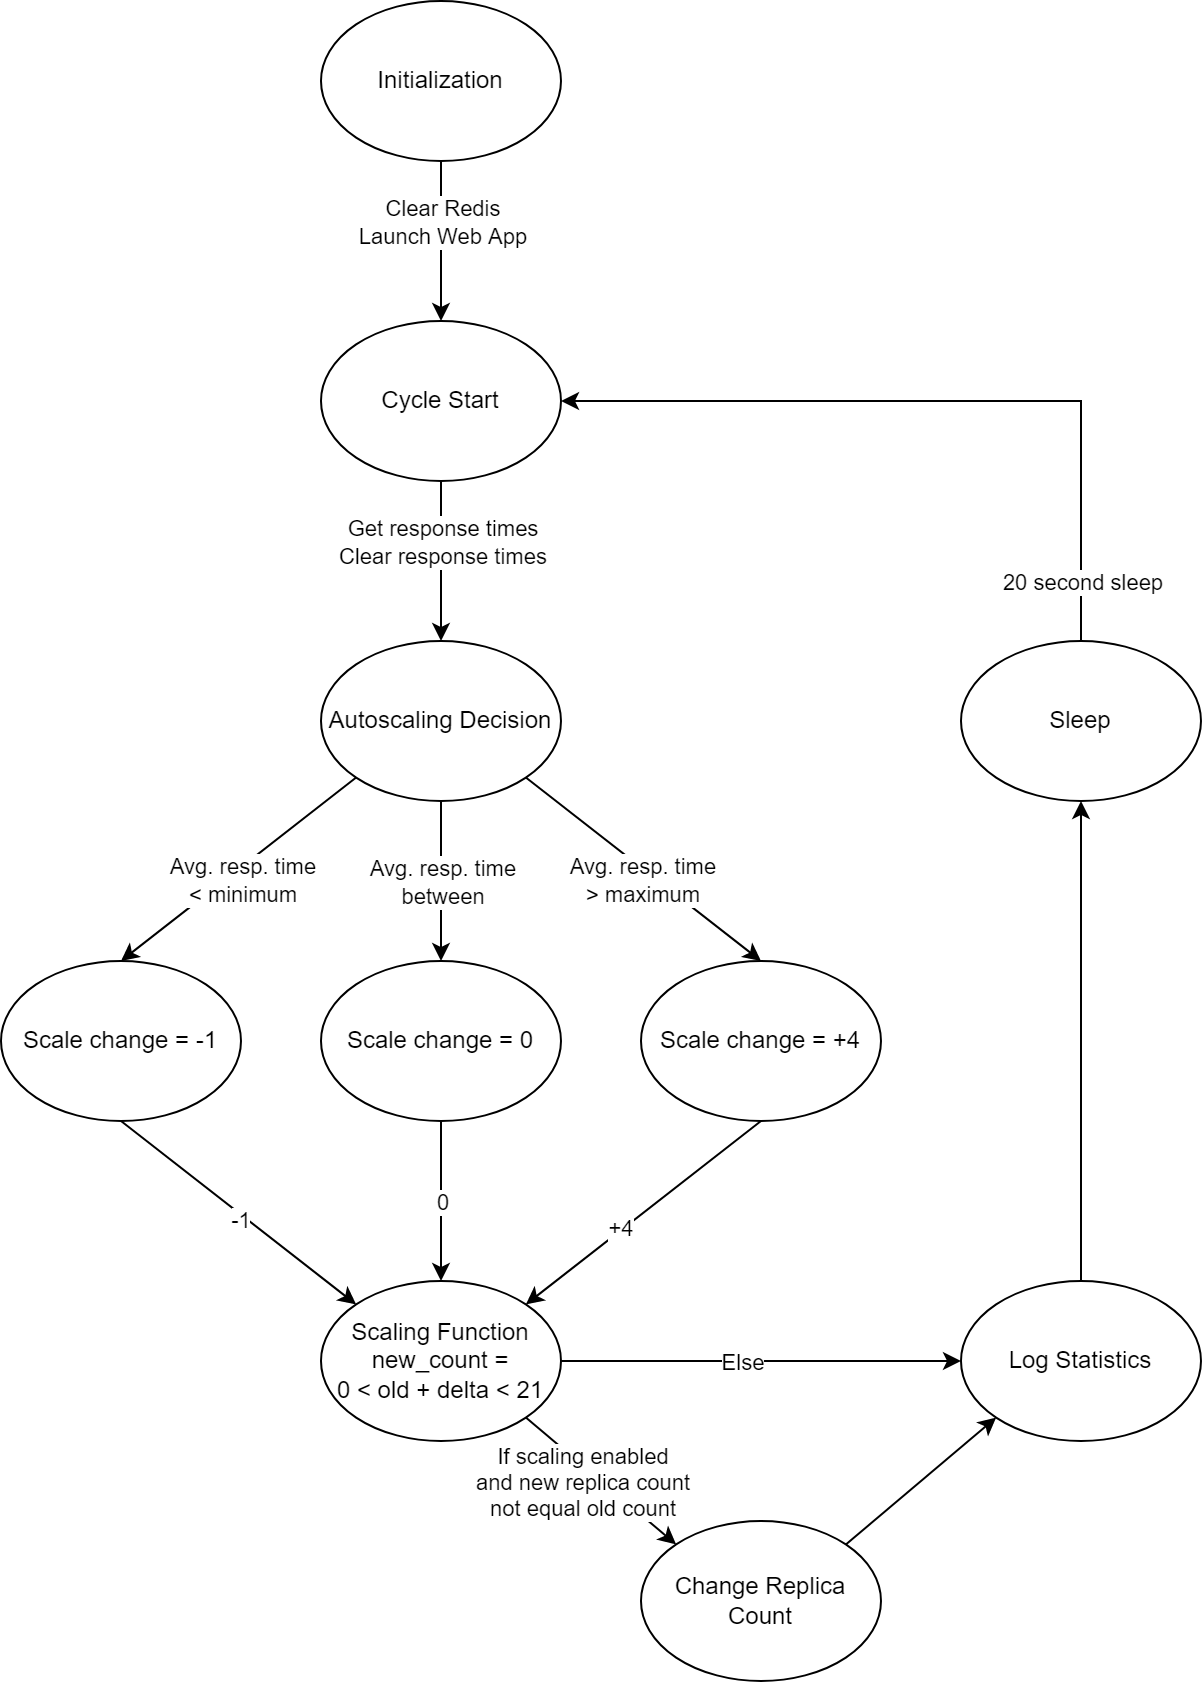 Initialization
Clear Redis
Launch Web App
Cycle Start
Get response times
Clear response times
20 second sleep
Autoscaling Decision
Sleep
Avg. resp. time
< minimum
Avg. resp. time
between
Avg. resp. time
> maximum
Scale change = -1
Scale change = 0
Scale change = +4
-1
0
+4
Scaling Function
new_count =
0 < old + delta < 21
Else
Log Statistics
If scaling enabled
and new replica count
not equal old count
Change Replica
Count